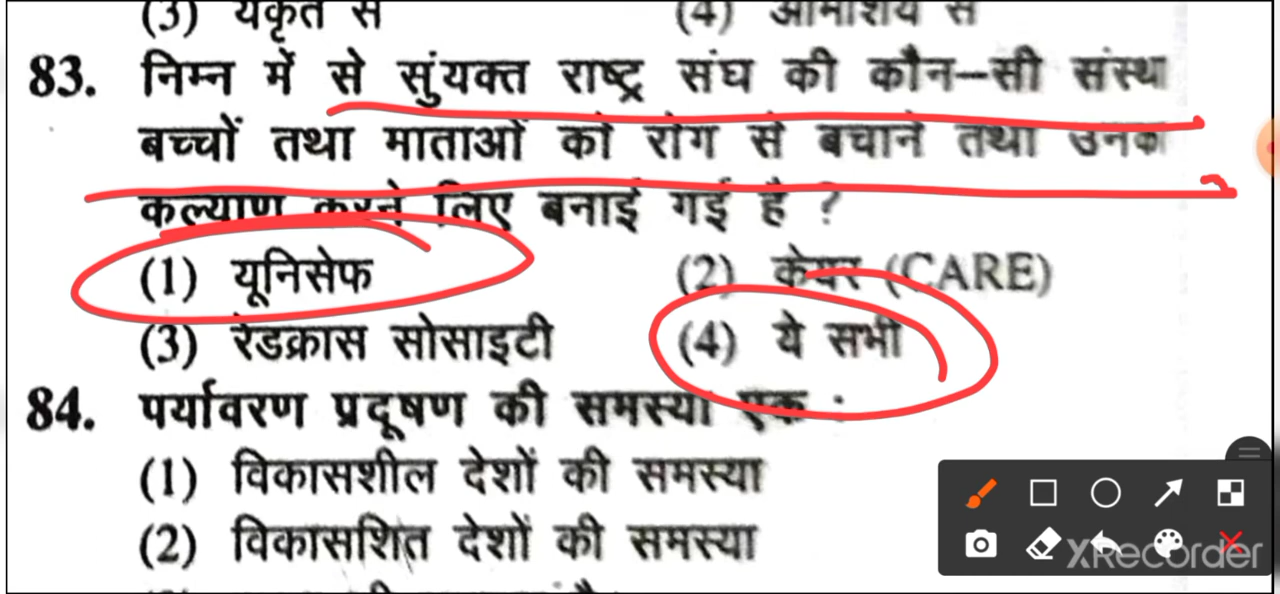 (3) यकृत से (4) आमाशय से
83. निम्न में से सुंयक्त राष्ट्र संघ की कौन-सी संस्था
बच्चों तथा माताओं को रोग से बचाने तथा उनका
कल्याण करने लिए बनाई गई है ?
(1) यूनिसेफ (2) केयर (CARE)
(3) रेडक्रास सोसाइटी (4) ये सभी
84. पर्यावरण प्रदूषण की समस्या एक :
(1) विकासशील देशों की समस्या
(2) विकासशित देशों की समस्या
XRecorder